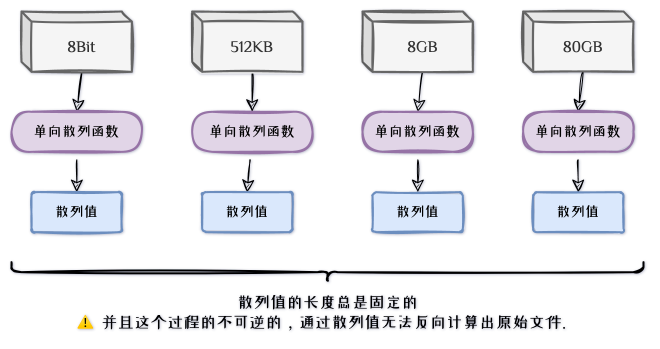 8Bit 512KB 8GB 80GB
单向散列函数 单向散列函数 单向散列函数 单向散列函数
散列值 散列值 散列值 散列值
散列值的长度总是固定的
⚠️ 并且这个过程的不可逆的，通过散列值无法反向计算出原始文件.